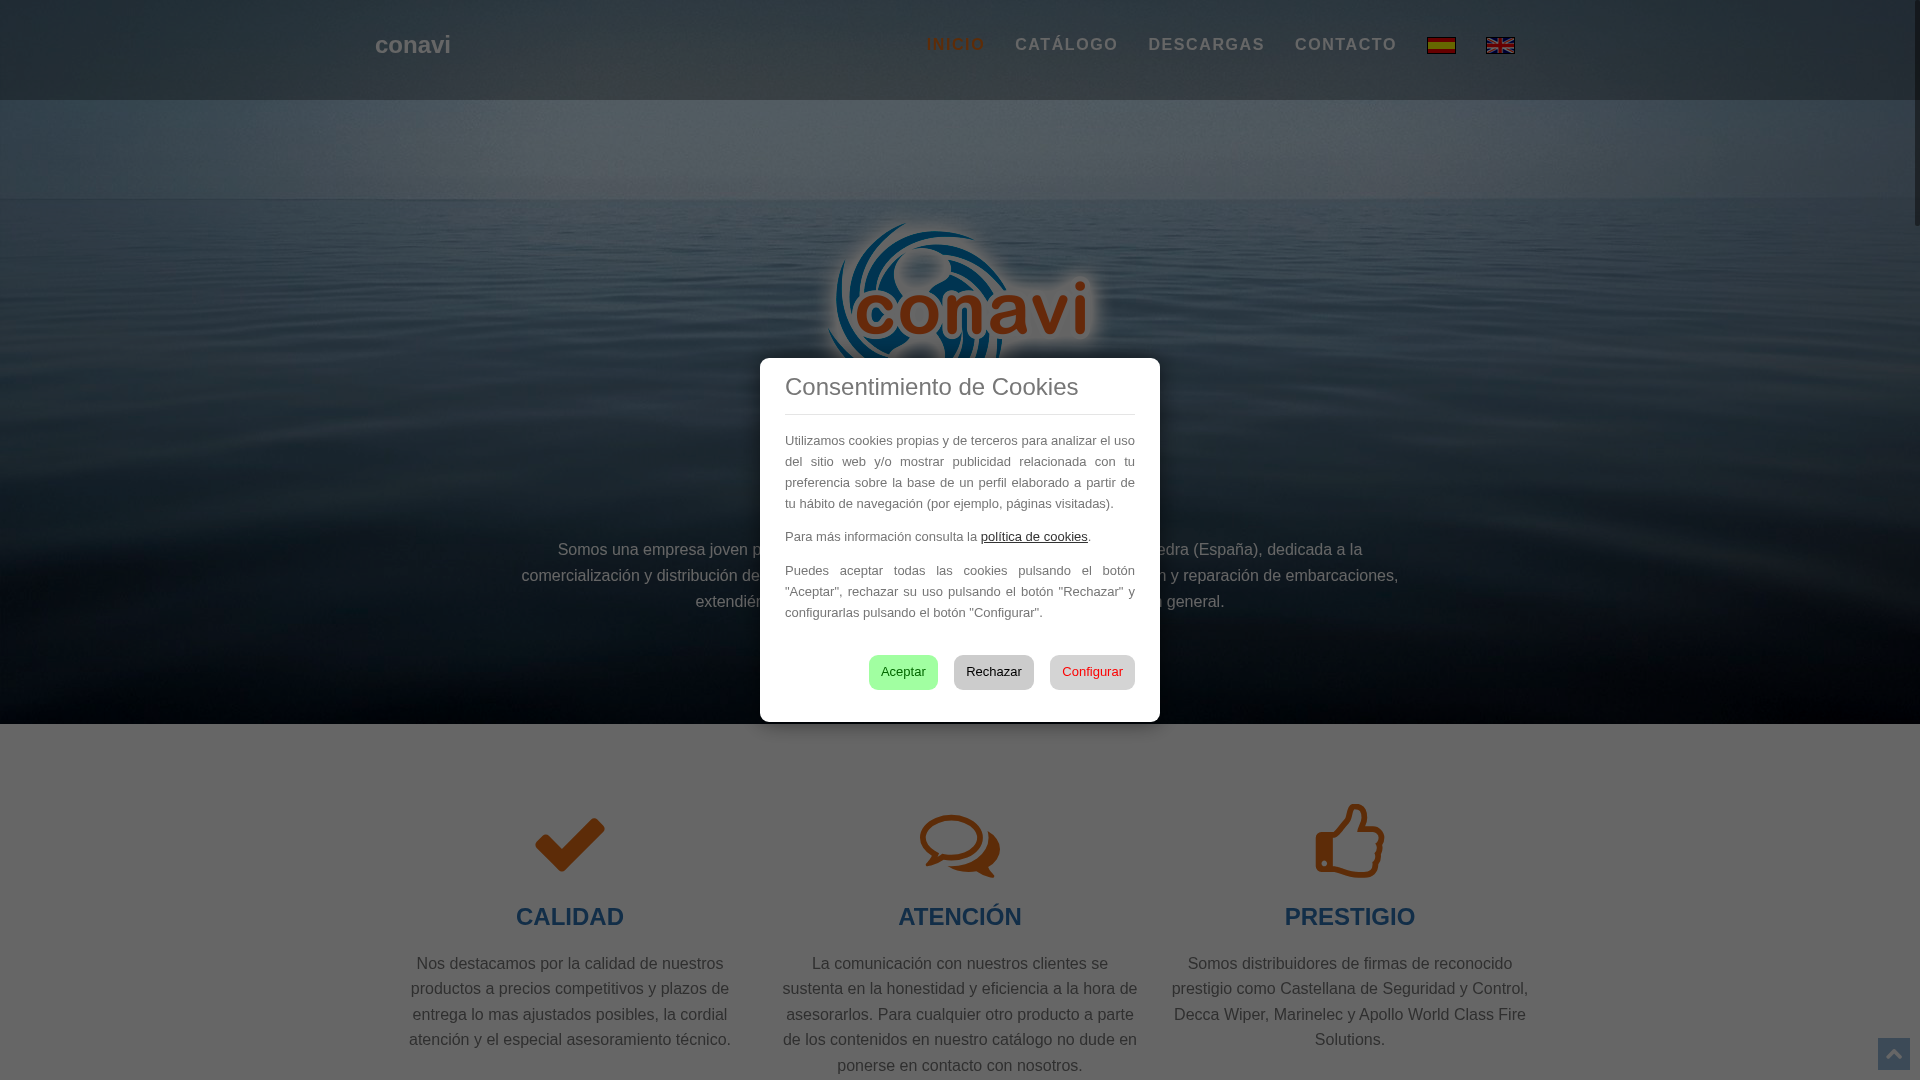 conavi
INICIO CATÁLOGO DESCARGAS CONTACTO
conavi
Consentimiento de Cookies
Utilizamos cookies propias y de terceros para analizar el uso
del sitio web y/o mostrar publicidad relacionada con tu
preferencia sobre la base de un perfil elaborado a partir de
tu hábito de navegación (por ejemplo, páginas visitadas).
Para más información consulta la política de cookies.
Puedes aceptar todas las cookies pulsando el botón
"Aceptar", rechazar su uso pulsando el botón "Rechazar" y
configurarlas pulsando el botón "Configurar".
Aceptar Rechazar Configurar
Somos una empresa joven (España), dedicada a la
comercialización y distribución de y reparación de embarcaciones,
general.
CALIDAD
Nos destacamos por la calidad de nuestros
productos a precios competitivos y plazos de
entrega lo mas ajustados posibles, la cordial
atención y el especial asesoramiento técnico.
ATENCIÓN
La comunicación con nuestros clientes se
sustenta en la honestidad y eficiencia a la hora de
asesorarlos. Para cualquier otro producto a parte
de los contenidos en nuestro catálogo no dude en
ponerse en contacto con nosotros.
PRESTIGIO
Somos distribuidores de firmas de reconocido
prestigio como Castellana de Seguridad y Control,
Decca Wiper, Marinelec y Apollo World Class Fire
Solutions.